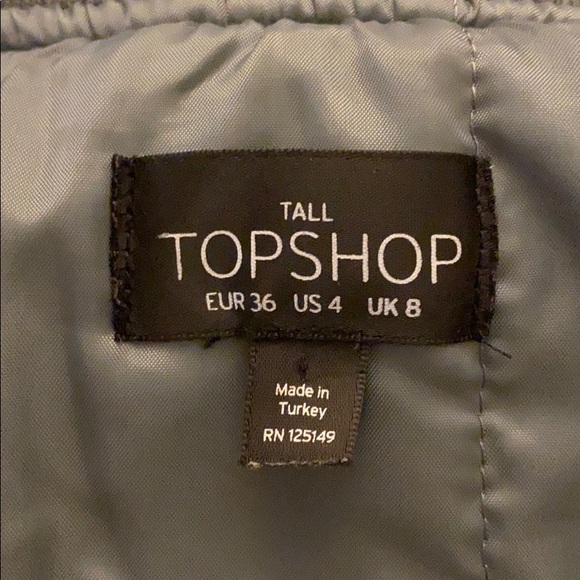 TALL
TOPSHOP
EUR 36 US 4 UK 8
Made in
Turkey
RN 125149